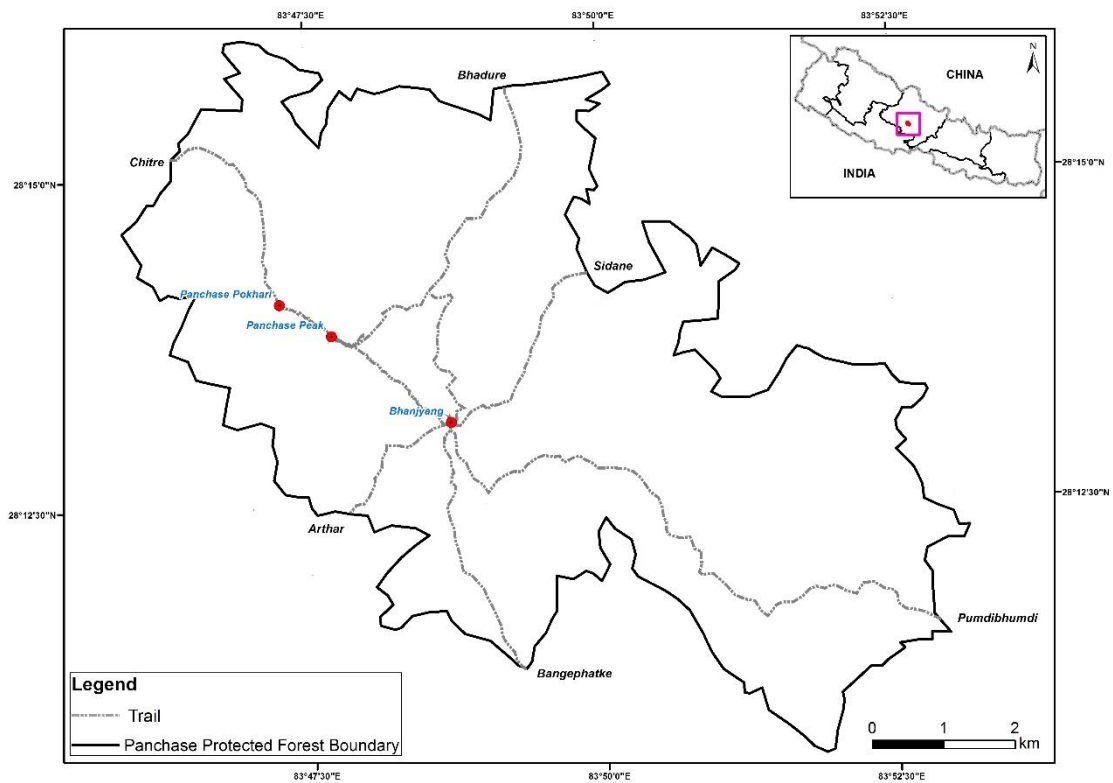 83°47'30"E
83°50'0"E
83°52'30"E
N
CHINA
INDIA
Bhadure
Chitre
28°15'0"N
28°15'0"N
Sidane
Panchase Pokhari
Panchase Peak
Bhanjyang
28°12'30"N
28°12'30"N
Arthar
Pumdibhumdi
Bangephatke
Legend
Trail
Panchase Protected Forest Boundary
0 1 2
km
83°47'30"E
83°50'0"E
83°52'30"E